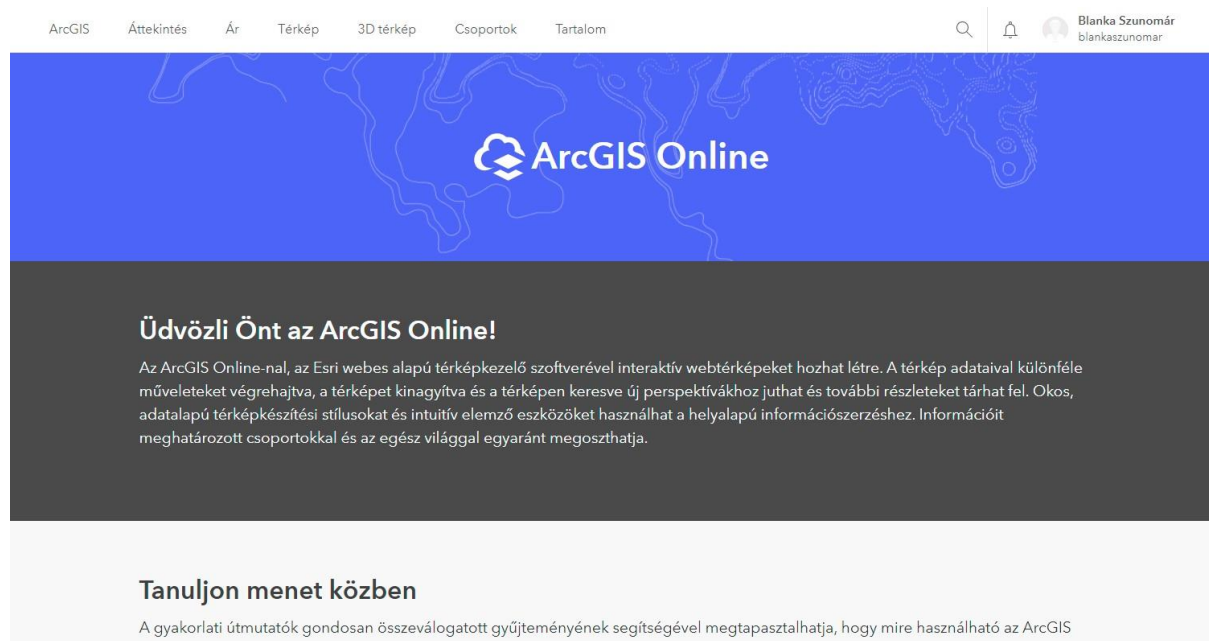 ArcGIS Áttekintés Ár Térkép 3D térkép Csoportok Tartalom Blanka Szunomár
blankaszunomar
ArcGIS Online
Üdvözli Önt az ArcGIS Online!
Az ArcGIS Online-nal, az Esri webes alapú térképkezelő szoftverével interaktív webtérképeket hozhat létre. A térkép adataival különféle
műveleteket végrehajtva, a térképet kinagyítva és a térképen keresve új perspektívákhoz juthat és további részleteket tárhat fel. Okos,
adatalapú térképkészítési stílusokat és intuitív elemző eszközöket használhat a helyalapú információszerzéshez. Információit
meghatározott csoportokkal és az egész világgal egyaránt megoszthatja.
Tanuljon menet közben
A gyakorlati útmutatók gondosan összeválogatott gyűjteményének segítségével megtapasztalhatja, hogy mire használható az ArcGIS